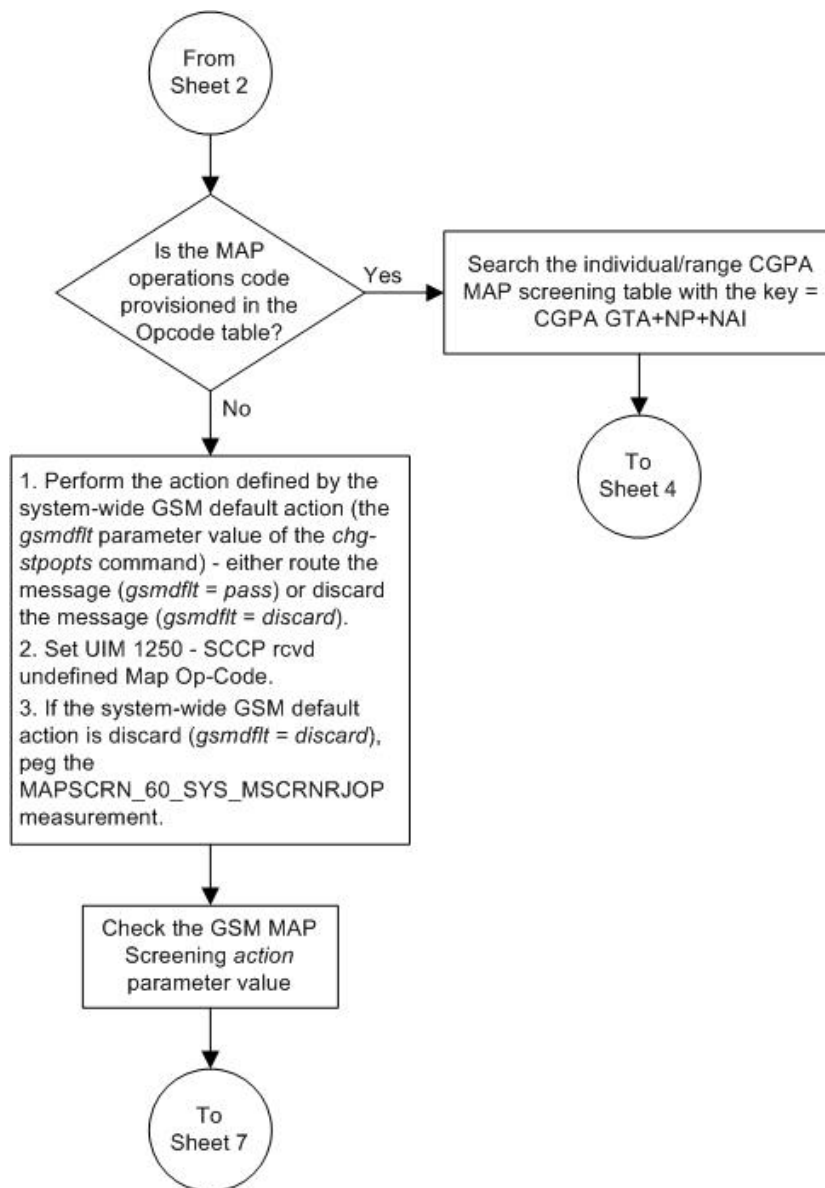 From
Sheet 2
Is the MAP
operations code
provisioned in the
Opcode table?
Yes
Search the individual/range CGPA
MAP screening table with the key =
CGPA GTA+NP+NAI
To
Sheet 4
No
1. Perform the action defined by the
system-wide GSM default action (the
gsmdflt parameter value of the chg-
stpopts command) - either route the
message (gsmdflt = pass) or discard
the message (gsmdflt = discard).
2. Set UIM 1250 - SCCP rcvd
undefined Map Op-Code.
3. If the system-wide GSM default
action is discard (gsmdflt = discard),
peg the
MAPSCRN_60_SYS_MSCRNRJOP
measurement.
Check the GSM MAP
Screening action
parameter value
To
Sheet 7